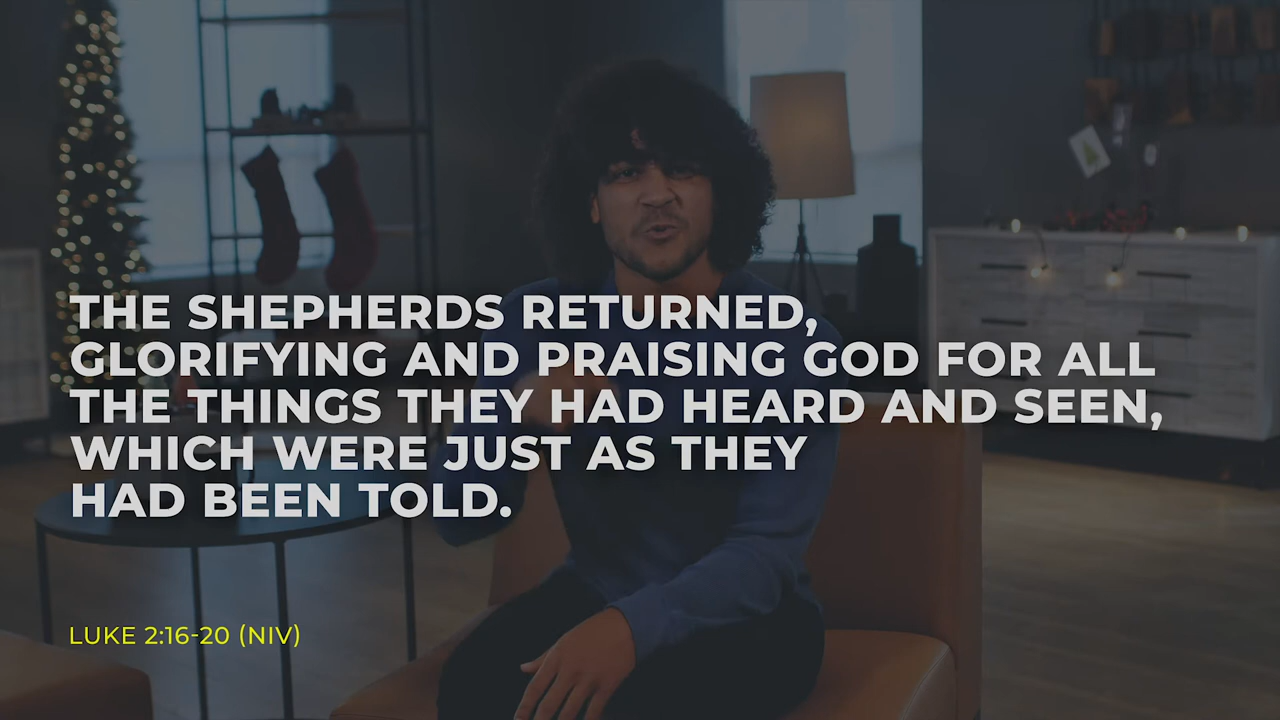 THE SHEPHERDS RETURNED,
GLORIFYING AND PRAISING GOD FOR ALL
THE THINGS THEY HAD HEARD AND SEEN,
WHICH WERE JUST AS THEY
HAD BEEN TOLD.
LUKE 2:16-20 (NIV)